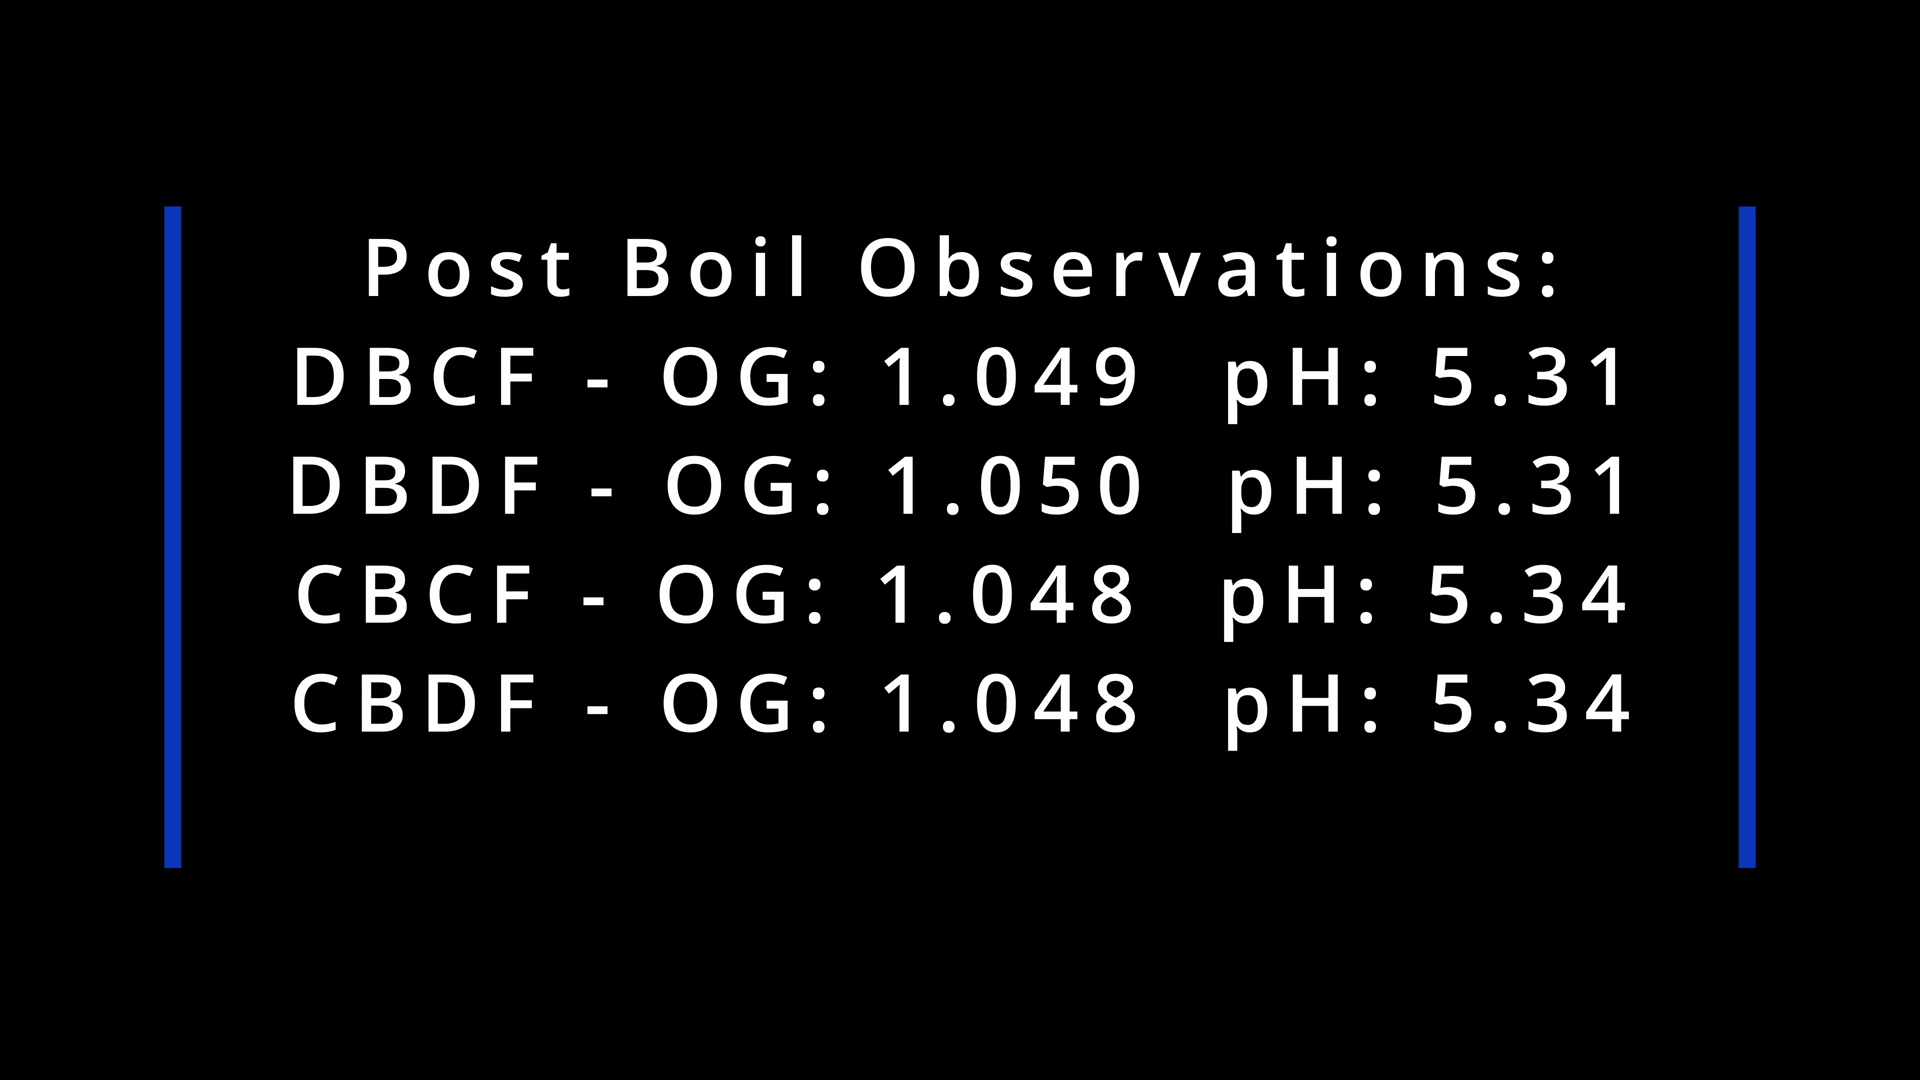 Post Boil Observations:
DBCF - OG: 1.049 pH: 5.31
DBDF - OG: 1.050 pH: 5.31
CBCF - OG: 1.048 pH: 5.34
CBDF - OG: 1.048 pH: 5.34